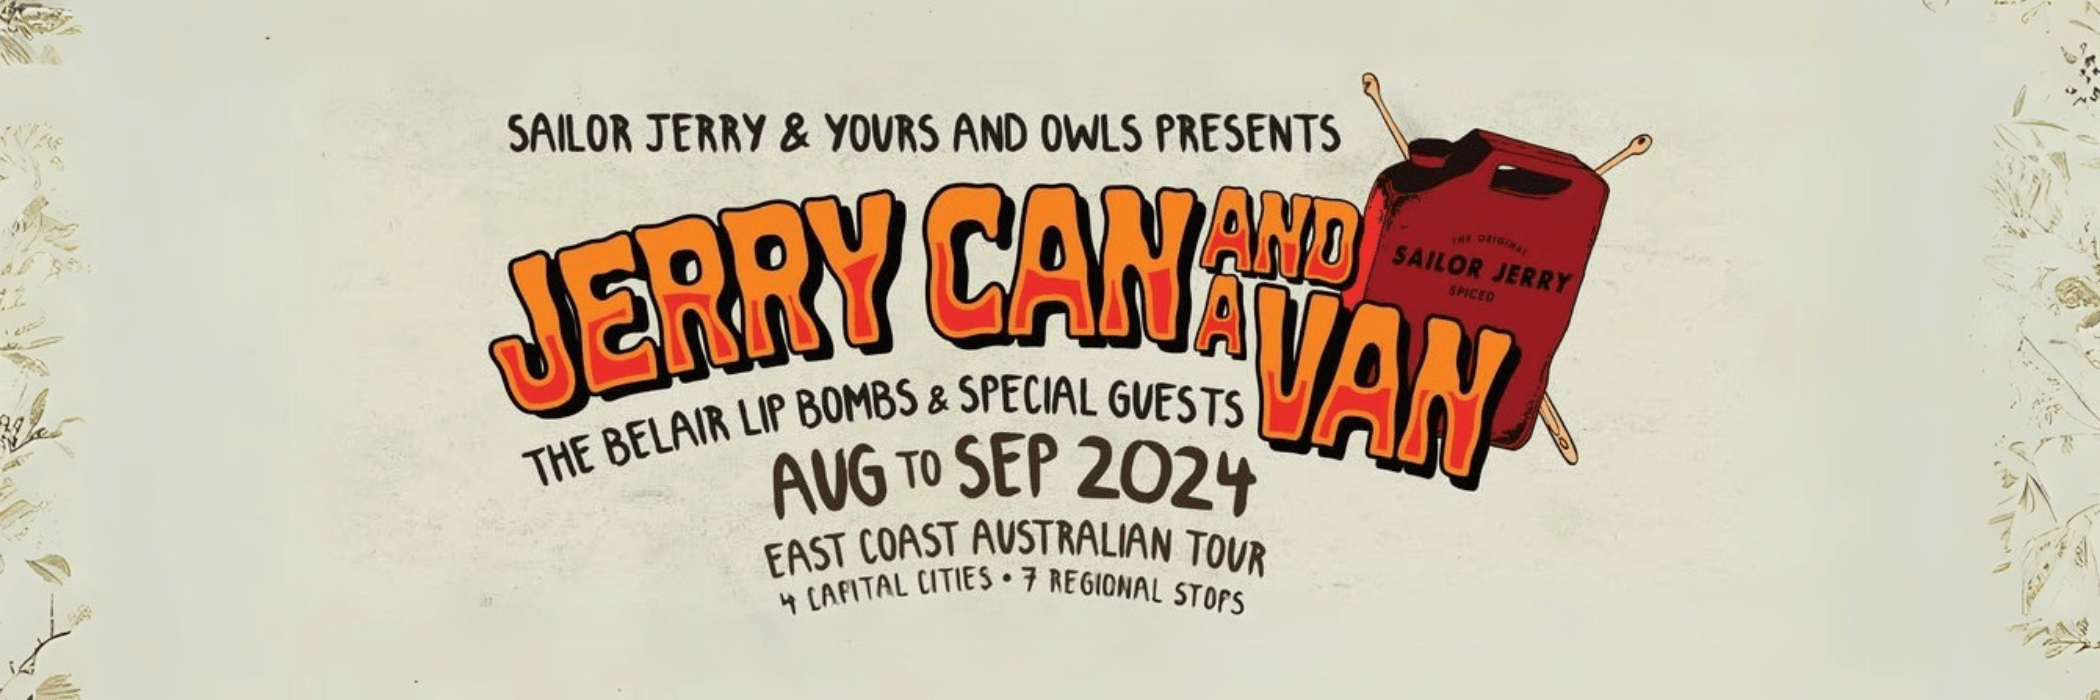 SAILOR JERRY & YOURS AND OWLS PRESENTS
JERRY CAN AND A VAN
THE ORIGINAL
SAILOR JERRY
SPICED
THE BELAIR LIP BOMBS & SPECIAL GUESTS
AUG TO SEP 2024
EAST COAST AUSTRALIAN TOUR
4 CAPITAL CITIES • 7 REGIONAL STOPS